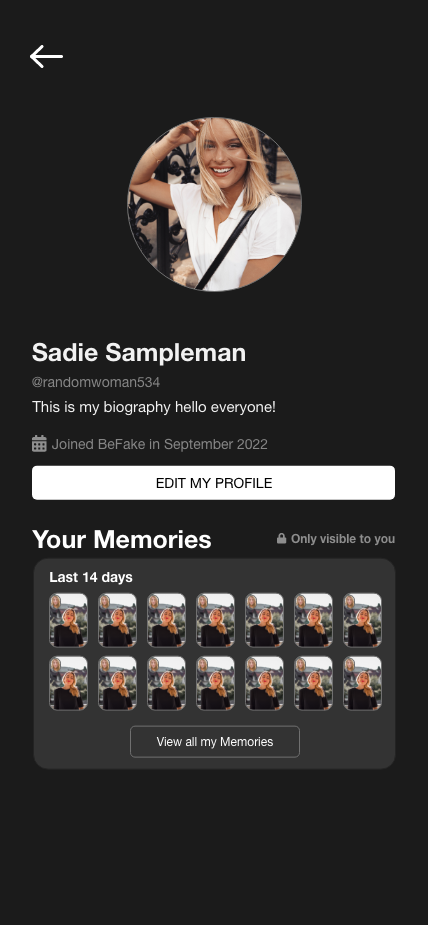 Sadie Sampleman
@randomwoman534
This is my biography hello everyone!
Joined BeFake in September 2022
EDIT MY PROFILE
Your Memories
Only visible to you
Last 14 days
View all my Memories